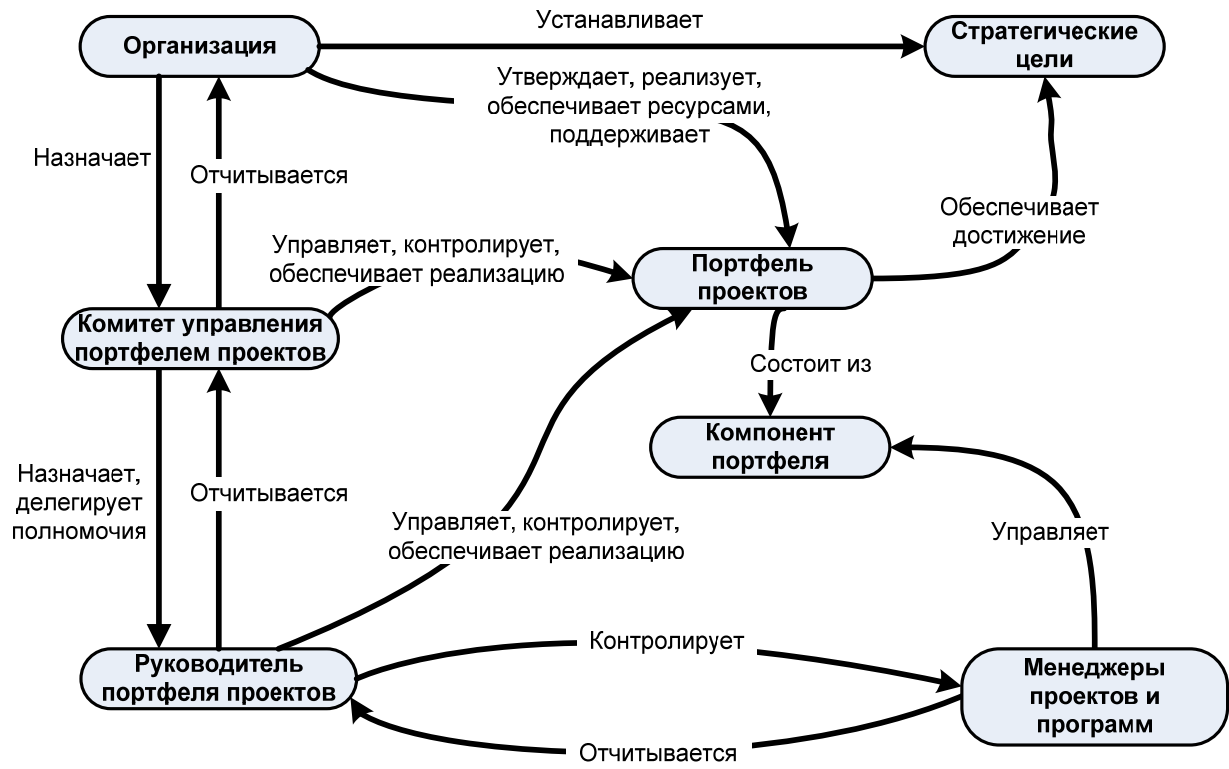 Устанавливает
Организация
Стратегические
цели
Утверждает, реализует,
обеспечивает ресурсами,
поддерживает
Назначает
Отчитывается
Обеспечивает
достижение
Управляет, контролирует,
обеспечивает реализацию
Портфель
проектов
Комитет управления
портфелем проектов
Состоит из
Компонент
портфеля
Назначает,
делегирует
полномочия
Отчитывается
Управляет, контролирует,
обеспечивает реализацию
Управляет
Контролирует
Руководитель
портфеля проектов
Менеджеры
проектов и
программ
Отчитывается